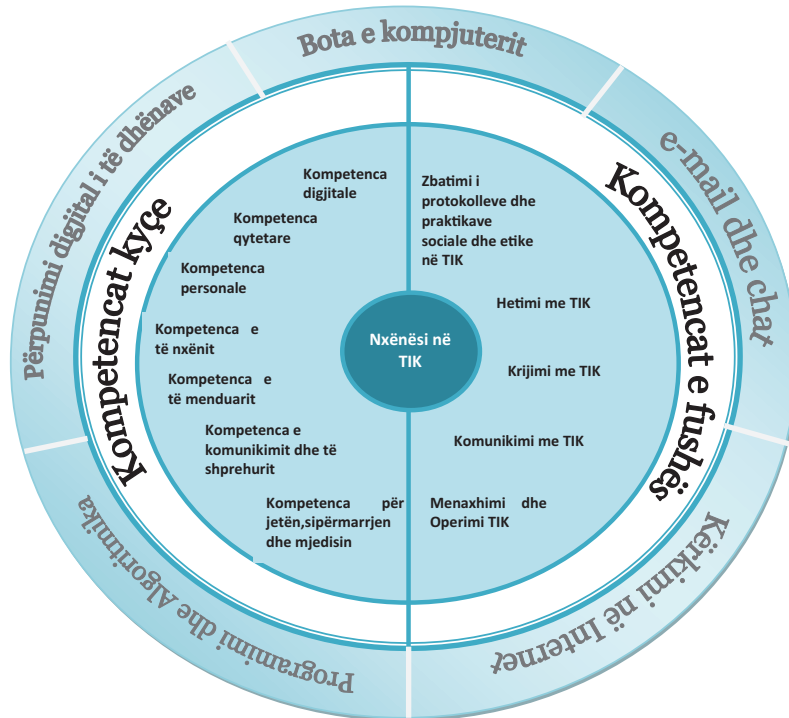 Bota e kompjuterit
e-mail dhe chat
Kërkimi në Internet
Programimi dhe Algoritmika
Përpunimi digjital i të dhënave
Kompetencat kyçe
Kompetenca
digjitale
Kompetenca
qytetare
Kompetenca
personale
Kompetenca e
të nxënit
Kompetenca e
të menduarit
Kompetenca e
komunikimit dhe të
shprehurit
Kompetenca për
jetën,sipërmarrjen
dhe mjedisin
Nxënësi në
TIK
Kompetencat e fushës
Zbatimi i
protokolleve dhe
praktikave
sociale dhe etike
në TIK
Hetimi me TIK
Krijimi me TIK
Komunikimi me TIK
Menaxhimi dhe
Operimi TIK